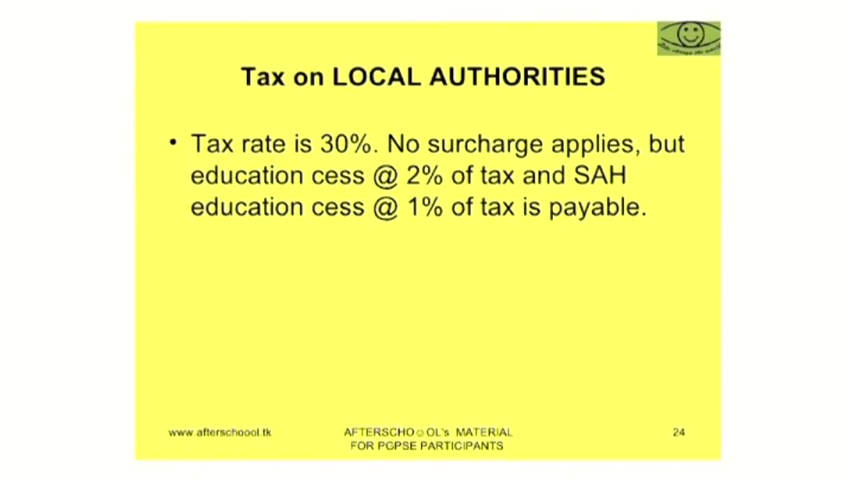 Tax on LOCAL AUTHORITIES
• Tax rate is 30%. No surcharge applies, but
education cess @ 2% of tax and SAH
education cess @ 1% of tax is payable.
www.afterschoool.tk
AFTERSCHO☺OL's MATERIAL
FOR PGPSE PARTICIPANTS
24